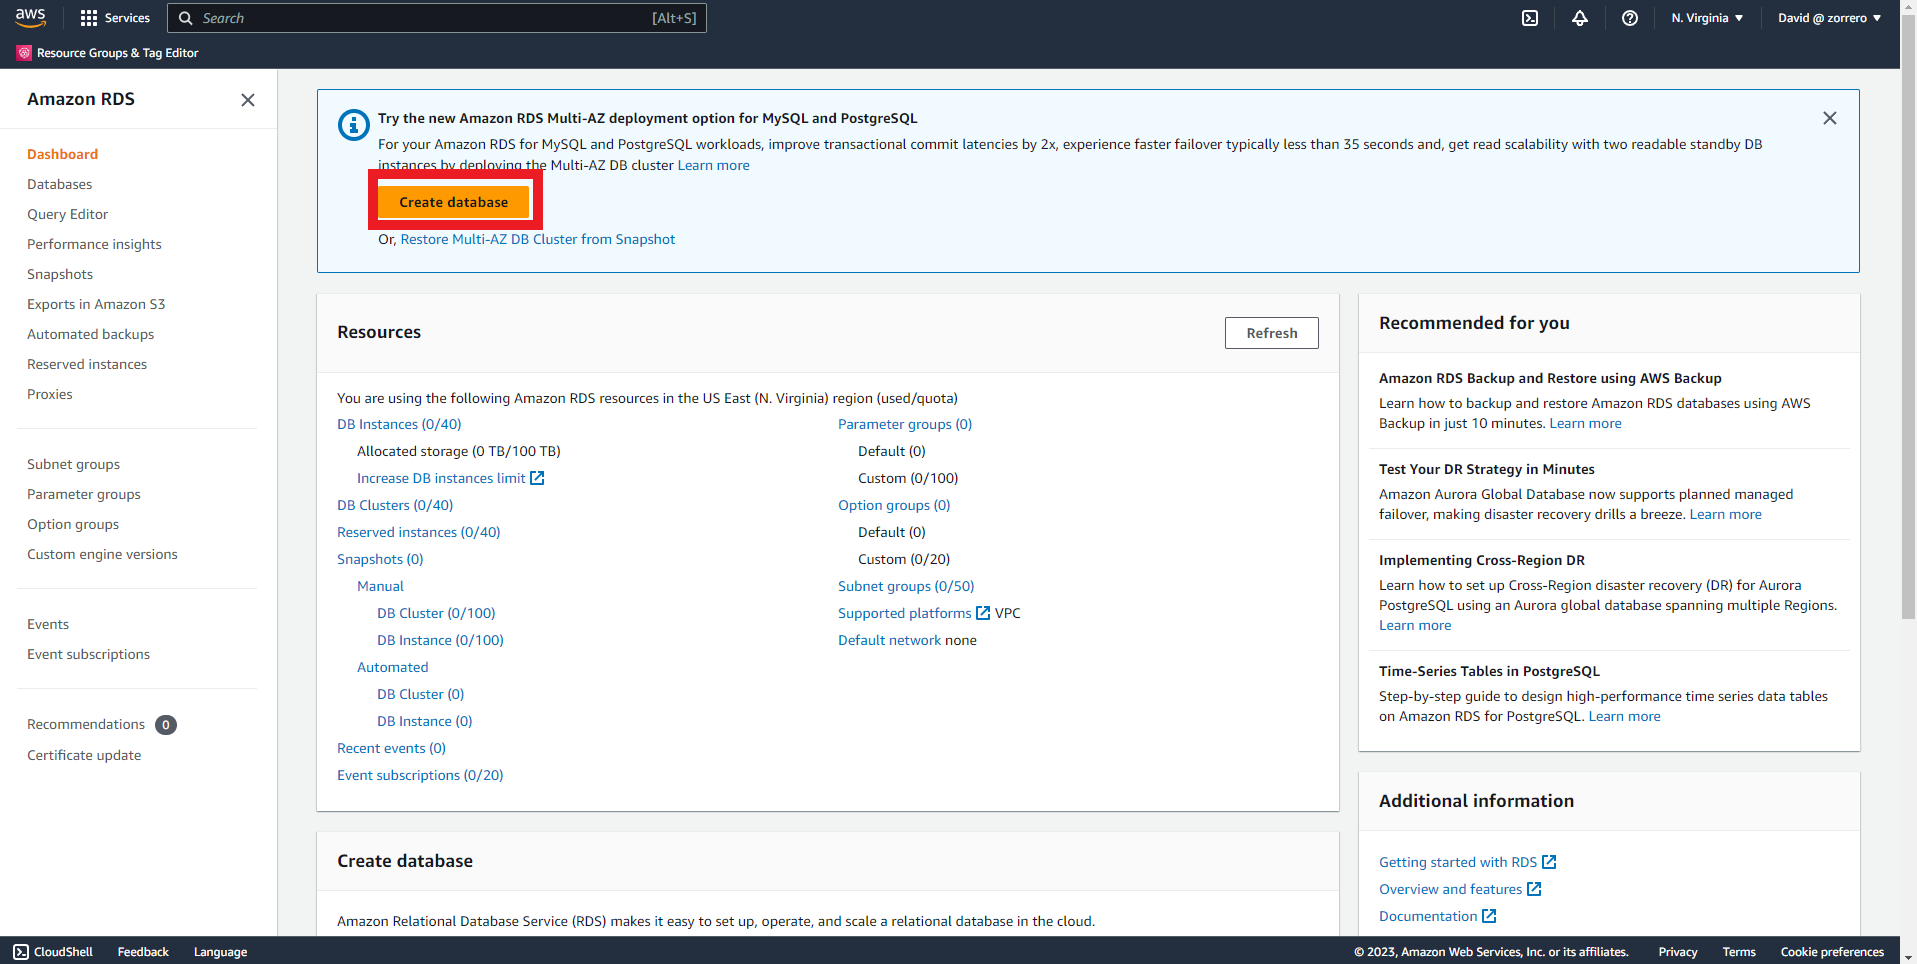 aws
Services
Search
[Alt+S]
N. Virginia
David @ zorrero
Resource Groups & Tag Editor
Amazon RDS
Dashboard
Databases
Query Editor
Performance insights
Snapshots
Exports in Amazon S3
Automated backups
Reserved instances
Proxies
Subnet groups
Parameter groups
Option groups
Custom engine versions
Events
Event subscriptions
Recommendations 0
Certificate update
Try the new Amazon RDS Multi-AZ deployment option for MySQL and PostgreSQL
For your Amazon RDS for MySQL and PostgreSQL workloads, improve transactional commit latencies by 2x, experience faster failover typically less than 35 seconds and, get read scalability with two readable standby DB
instances by deploying the Multi-AZ DB cluster Learn more
Create database
Or, Restore Multi-AZ DB Cluster from Snapshot
Resources
Refresh
You are using the following Amazon RDS resources in the US East (N. Virginia) region (used/quota)
DB Instances (0/40)
Allocated storage (0 TB/100 TB)
Increase DB instances limit
DB Clusters (0/40)
Reserved instances (0/40)
Snapshots (0)
Manual
DB Cluster (0/100)
DB Instance (0/100)
Automated
DB Cluster (0)
DB Instance (0)
Recent events (0)
Event subscriptions (0/20)
Parameter groups (0)
Default (0)
Custom (0/100)
Option groups (0)
Default (0)
Custom (0/20)
Subnet groups (0/50)
Supported platforms VPC
Default network none
Create database
Amazon Relational Database Service (RDS) makes it easy to set up, operate, and scale a relational database in the cloud.
Recommended for you
Amazon RDS Backup and Restore using AWS Backup
Learn how to backup and restore Amazon RDS databases using AWS
Backup in just 10 minutes. Learn more
Test Your DR Strategy in Minutes
Amazon Aurora Global Database now supports planned managed
failover, making disaster recovery drills a breeze. Learn more
Implementing Cross-Region DR
Learn how to set up Cross-Region disaster recovery (DR) for Aurora
PostgreSQL using an Aurora global database spanning multiple Regions.
Learn more
Time-Series Tables in PostgreSQL
Step-by-step guide to design high-performance time series data tables
on Amazon RDS for PostgreSQL. Learn more
Additional information
Getting started with RDS
Overview and features
Documentation
CloudShell
Feedback
Language
© 2023, Amazon Web Services, Inc. or its affiliates.
Privacy
Terms
Cookie preferences